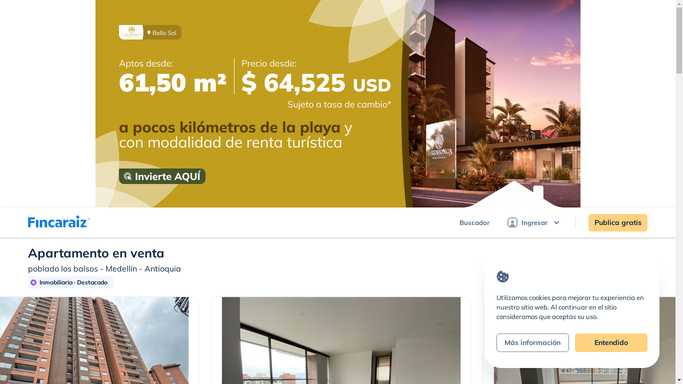 Bello Sol
Aptos desde:
61,50 m²
Precio desde:
$ 64,525 USD
Sujeto a tasa de cambio*
a pocos kilómetros de la playa y
con modalidad de renta turística
Invierte AQUÍ
Fincaraiz
Buscador
Ingresar
Publica gratis
Apartamento en venta
poblado los balsos - Medellín - Antioquia
Inmobiliaria · Destacado
Utilizamos cookies para mejorar tu experiencia en
nuestro sitio web. Al continuar en el sitio
consideramos que aceptas su uso.
Más información
Entendido